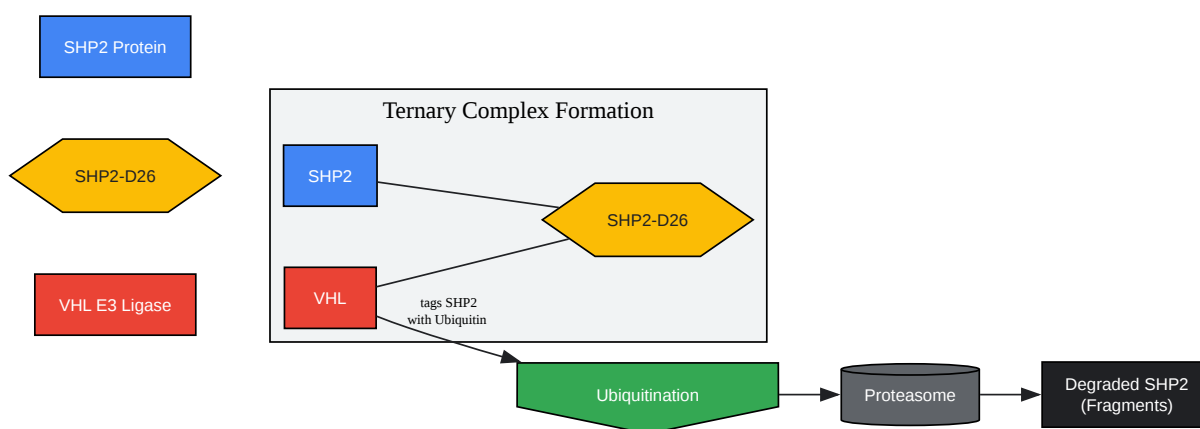 SHP2 Protein
SHP2-D26
VHL E3 Ligase
Ternary Complex Formation
SHP2
SHP2-D26
VHL
tags SHP2
with Ubiquitin
Ubiquitination
Proteasome
Degraded SHP2
(Fragments)